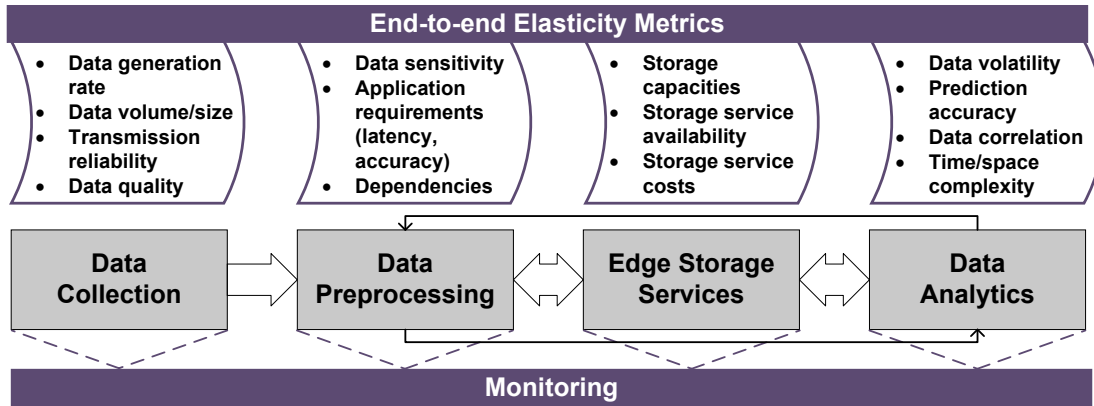 End-to-end Elasticity Metrics
• Data generation
rate
• Data volume/size
• Transmission
reliability
• Data quality
• Data sensitivity
• Application
requirements
(latency,
accuracy)
• Dependencies
• Storage
capacities
• Storage service
availability
• Storage service
costs
• Data volatility
• Prediction
accuracy
• Data correlation
• Time/space
complexity
Data
Collection
Data
Preprocessing
Edge Storage
Services
Data
Analytics
Monitoring